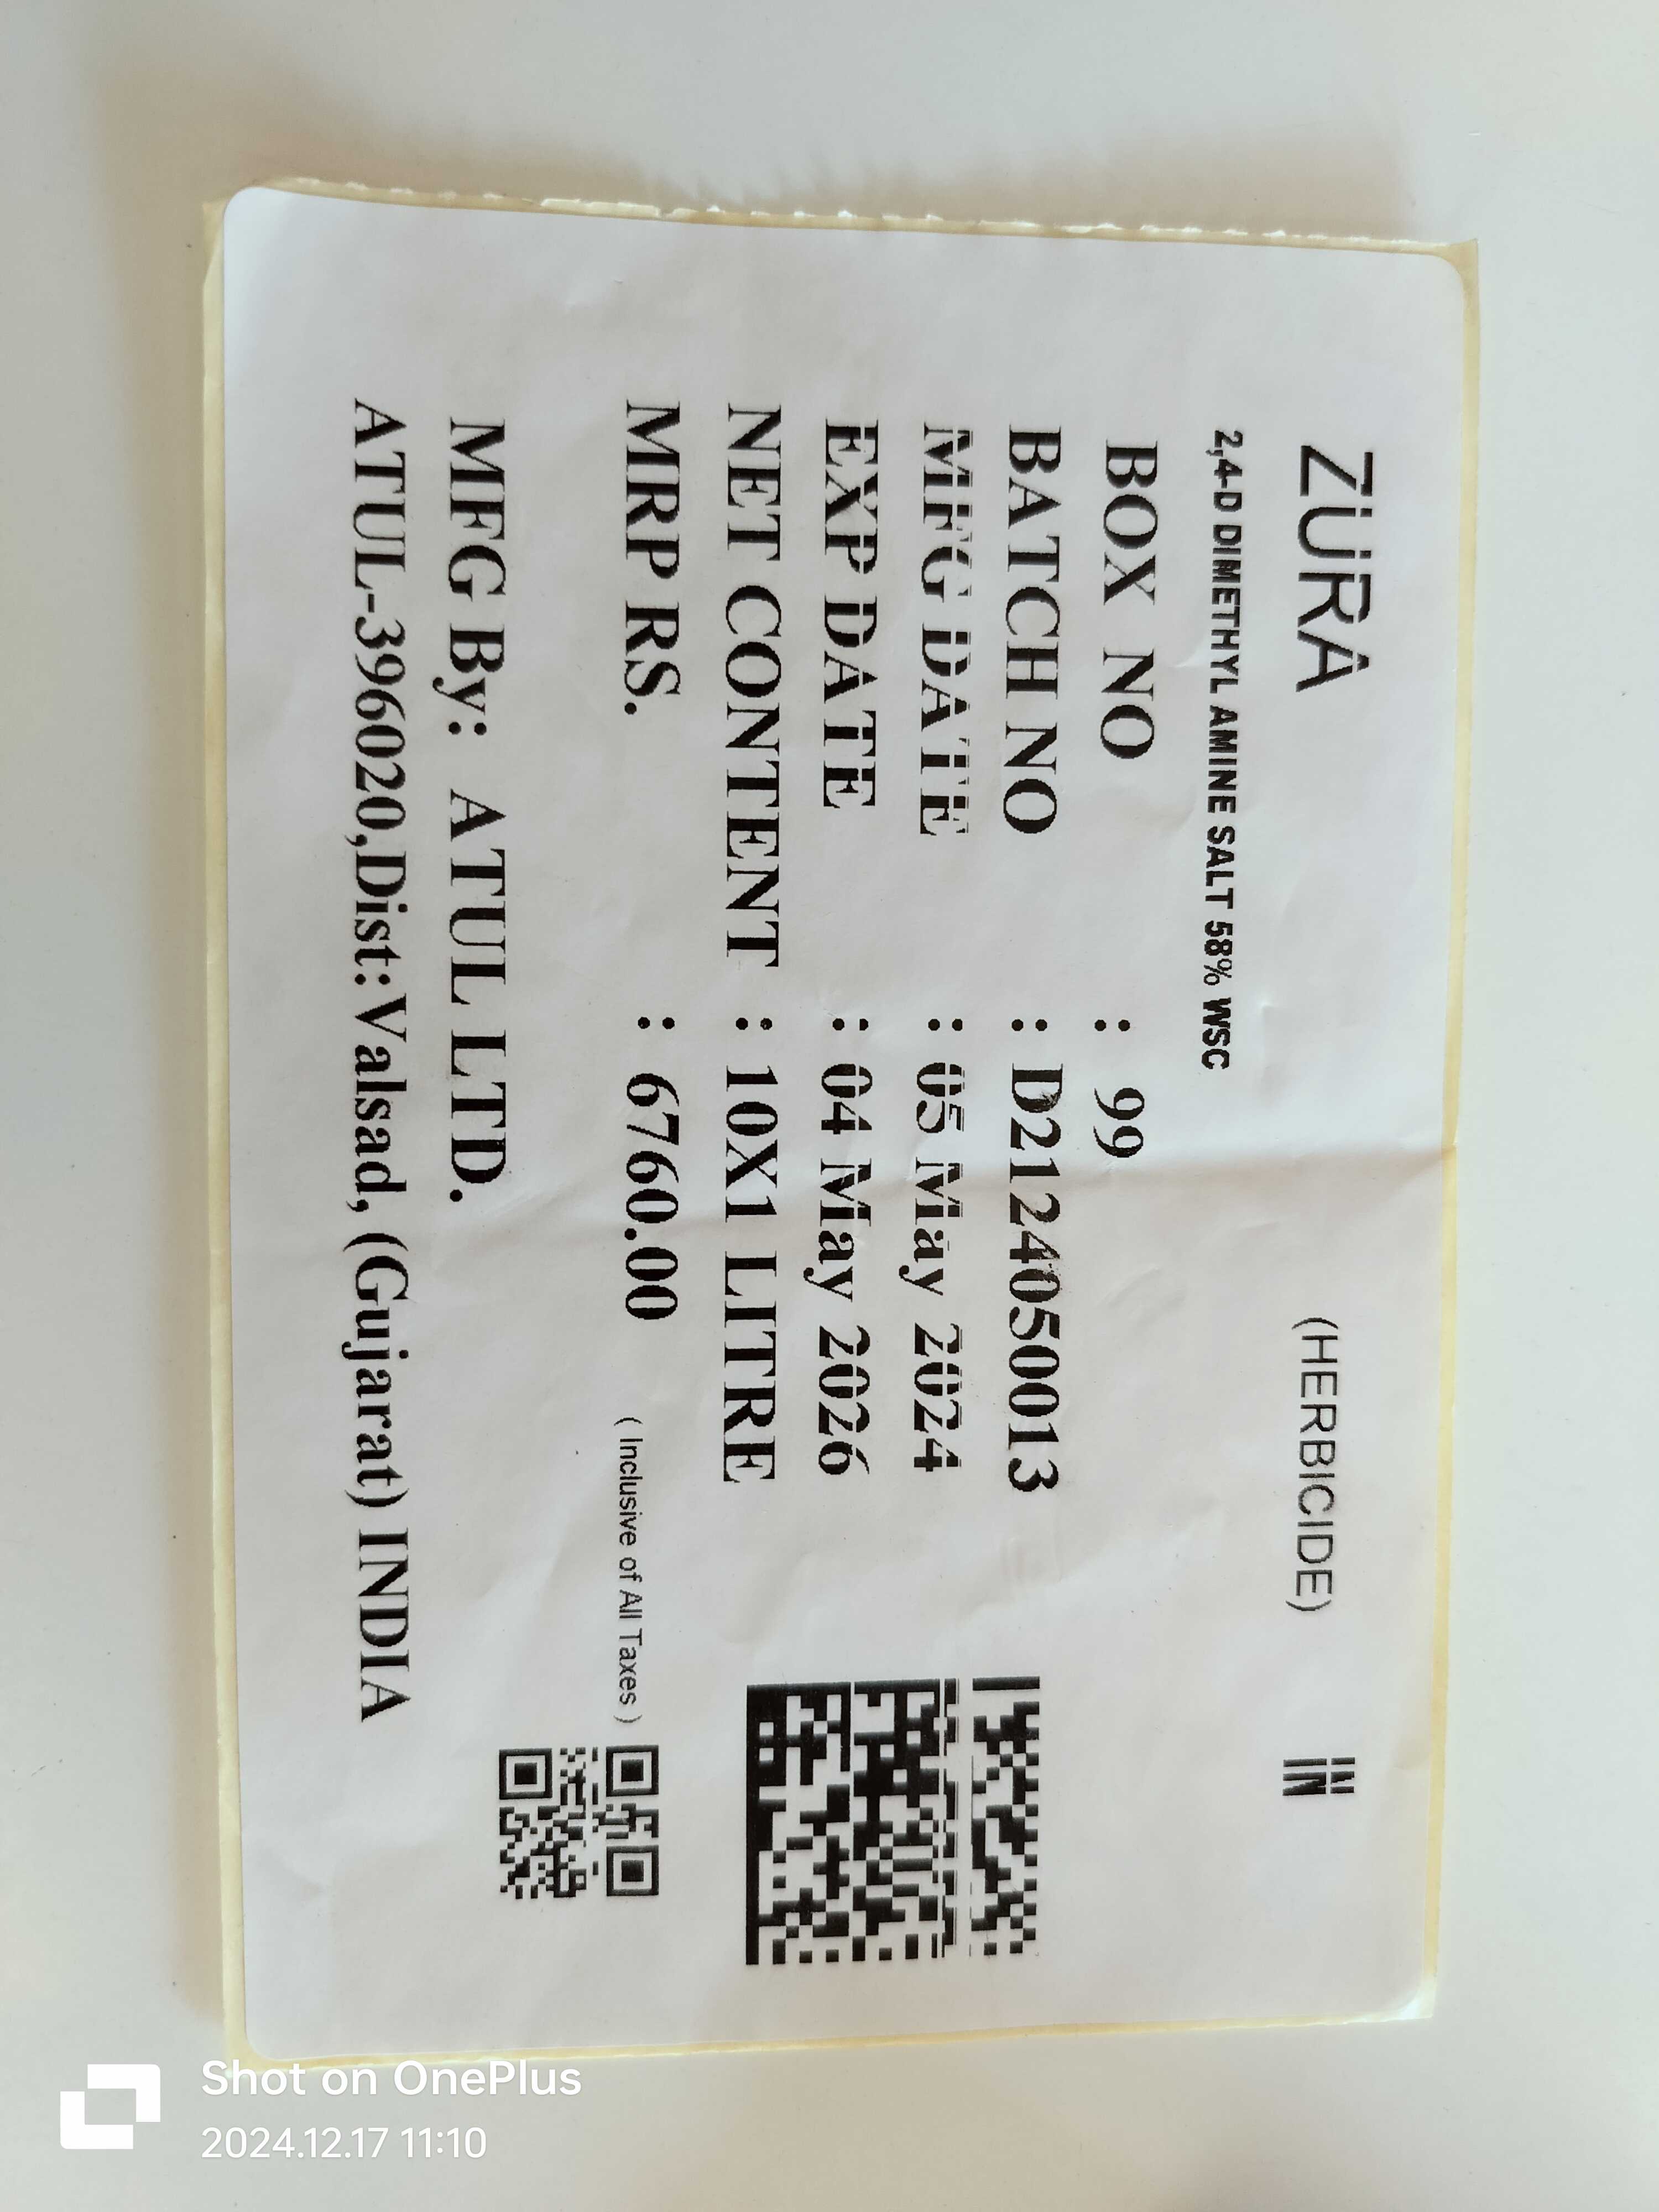 ZURA (HERBICIDE) IN
2,4-D DIMETHYL AMINE SALT 58% WSC
BOX NO : 99
BATCH NO : D2124050013
MFG DATE : 05 May 2024
EXP DATE : 04 May 2026
NET CONTENT : 10X1 LITRE
MRP RS. : 6760.00 ( Inclusive of All Taxes )
MFG By: ATUL LTD.
ATUL-396020,Dist:Valsad, (Gujarat) INDIA
Shot on OnePlus
2024.12.17 11:10